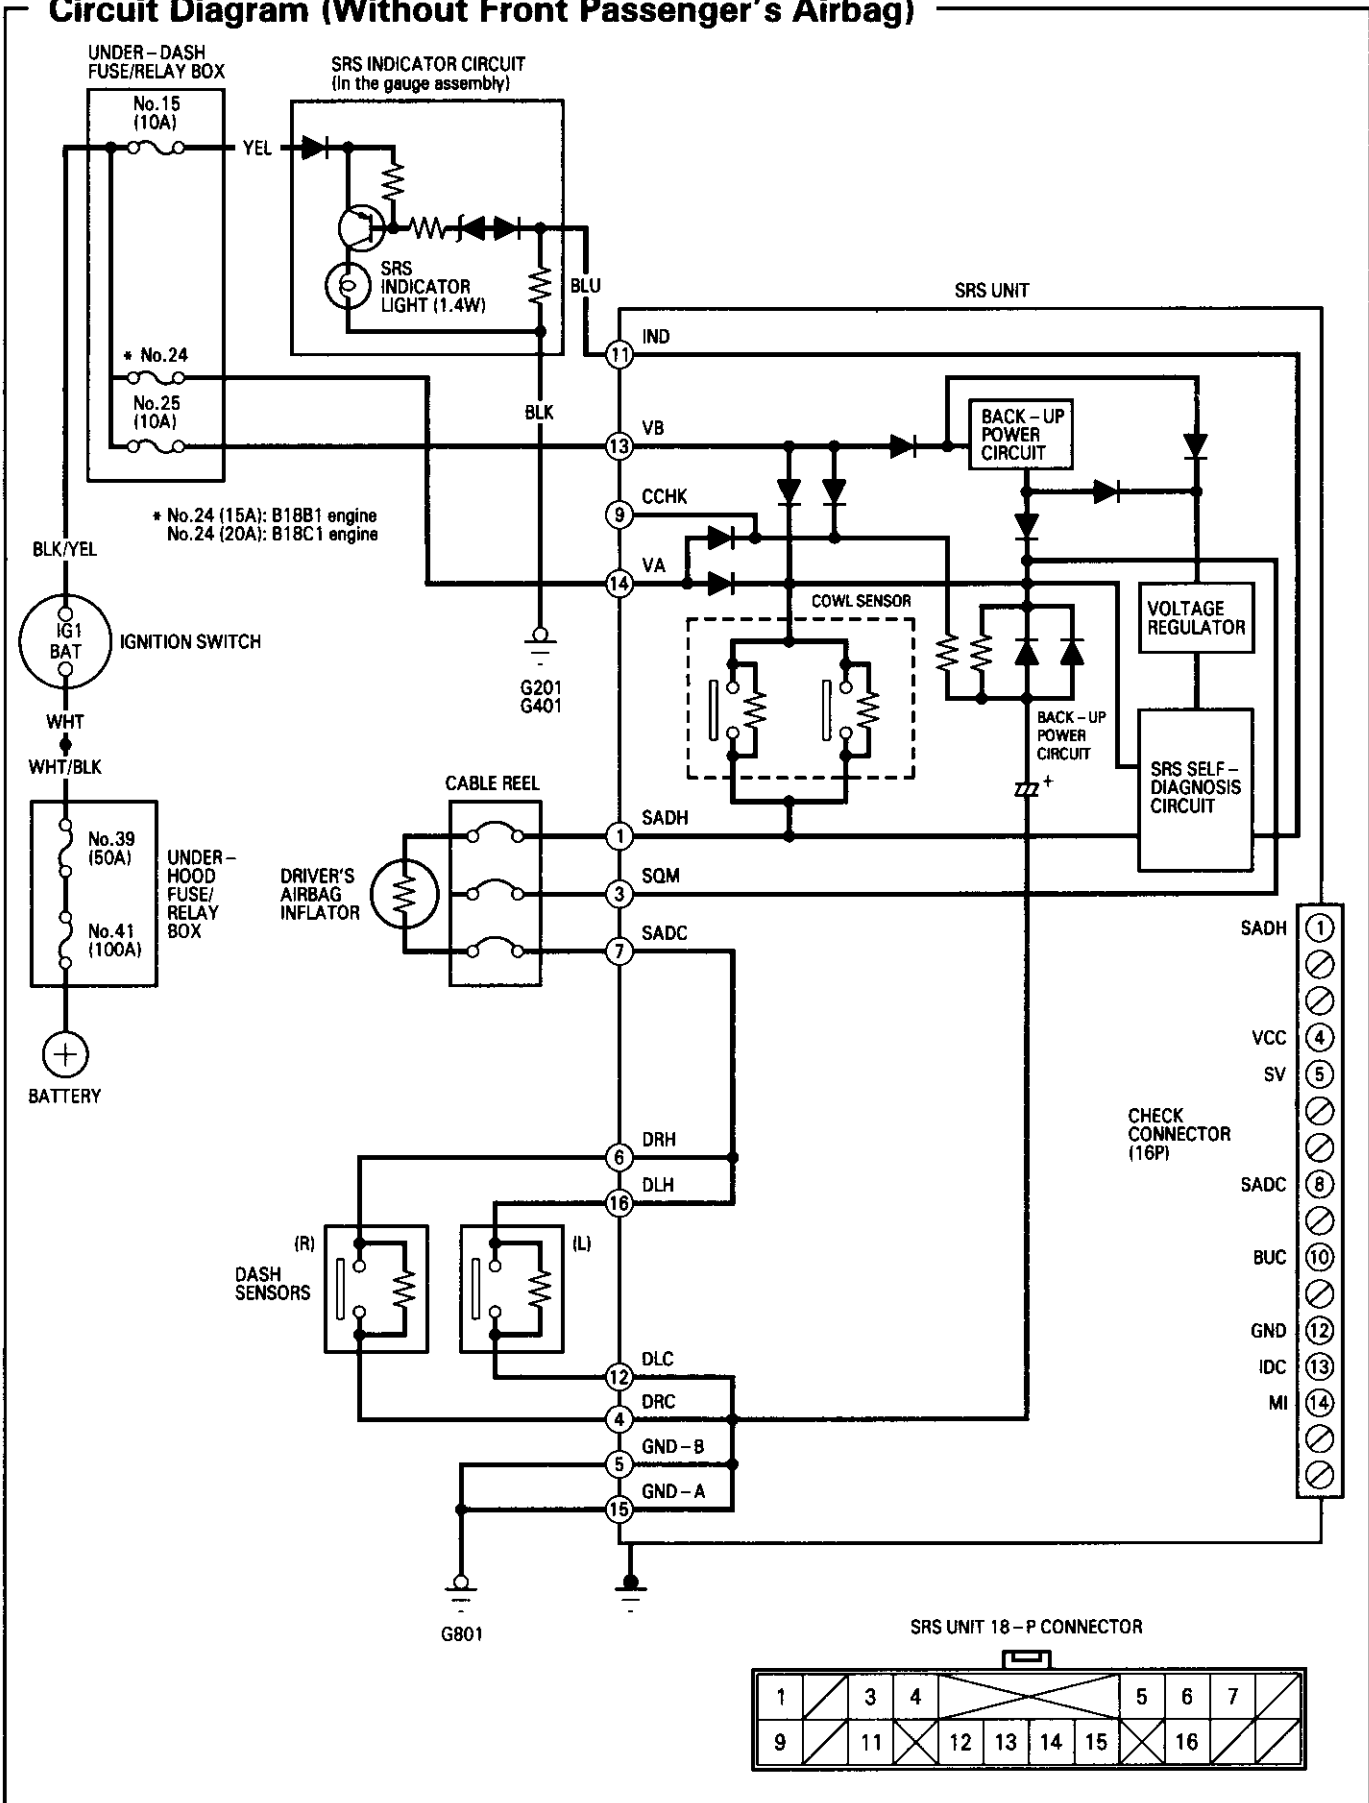 Circuit Diagram (Without Front Passenger's Airbag)
UNDER-DASH
FUSE/RELAY BOX
No.15
(10A)
YEL
SRS INDICATOR CIRCUIT
(In the gauge assembly)
SRS
INDICATOR
LIGHT (1.4W)
BLU
* No.24
No.25
(10A)
* No.24 (15A): B18B1 engine
No.24 (20A): B18C1 engine
BLK
G201
G401
BLK/YEL
IG1
BAT
IGNITION SWITCH
WHT
WHT/BLK
No.39
(50A)
No.41
(100A)
UNDER-
HOOD
FUSE/
RELAY
BOX
+
BATTERY
SRS UNIT
11 IND
13 VB
9 CCHK
14 VA
BACK-UP
POWER
CIRCUIT
COWL SENSOR
VOLTAGE
REGULATOR
BACK-UP
POWER
CIRCUIT
+
SRS SELF-
DIAGNOSIS
CIRCUIT
CABLE REEL
DRIVER'S
AIRBAG
INFLATOR
1 SADH
3 SQM
7 SADC
6 DRH
16 DLH
(R)
(L)
DASH
SENSORS
12 DLC
4 DRC
5 GND-B
15 GND-A
G801
CHECK
CONNECTOR
(16P)
SADH 1
VCC 4
SV 5
SADC 8
BUC 10
GND 12
IDC 13
MI 14
SRS UNIT 18-P CONNECTOR
1 3 4 5 6 7
9 11 12 13 14 15 16